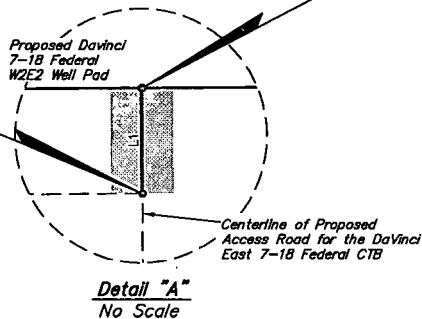 Proposed Davinci
7-18 Federal
W2E2 Well Pad
L1
Centerline of Proposed
Access Road for the DaVinci
East 7-18 Federal CTB
Detail "A"
No Scale